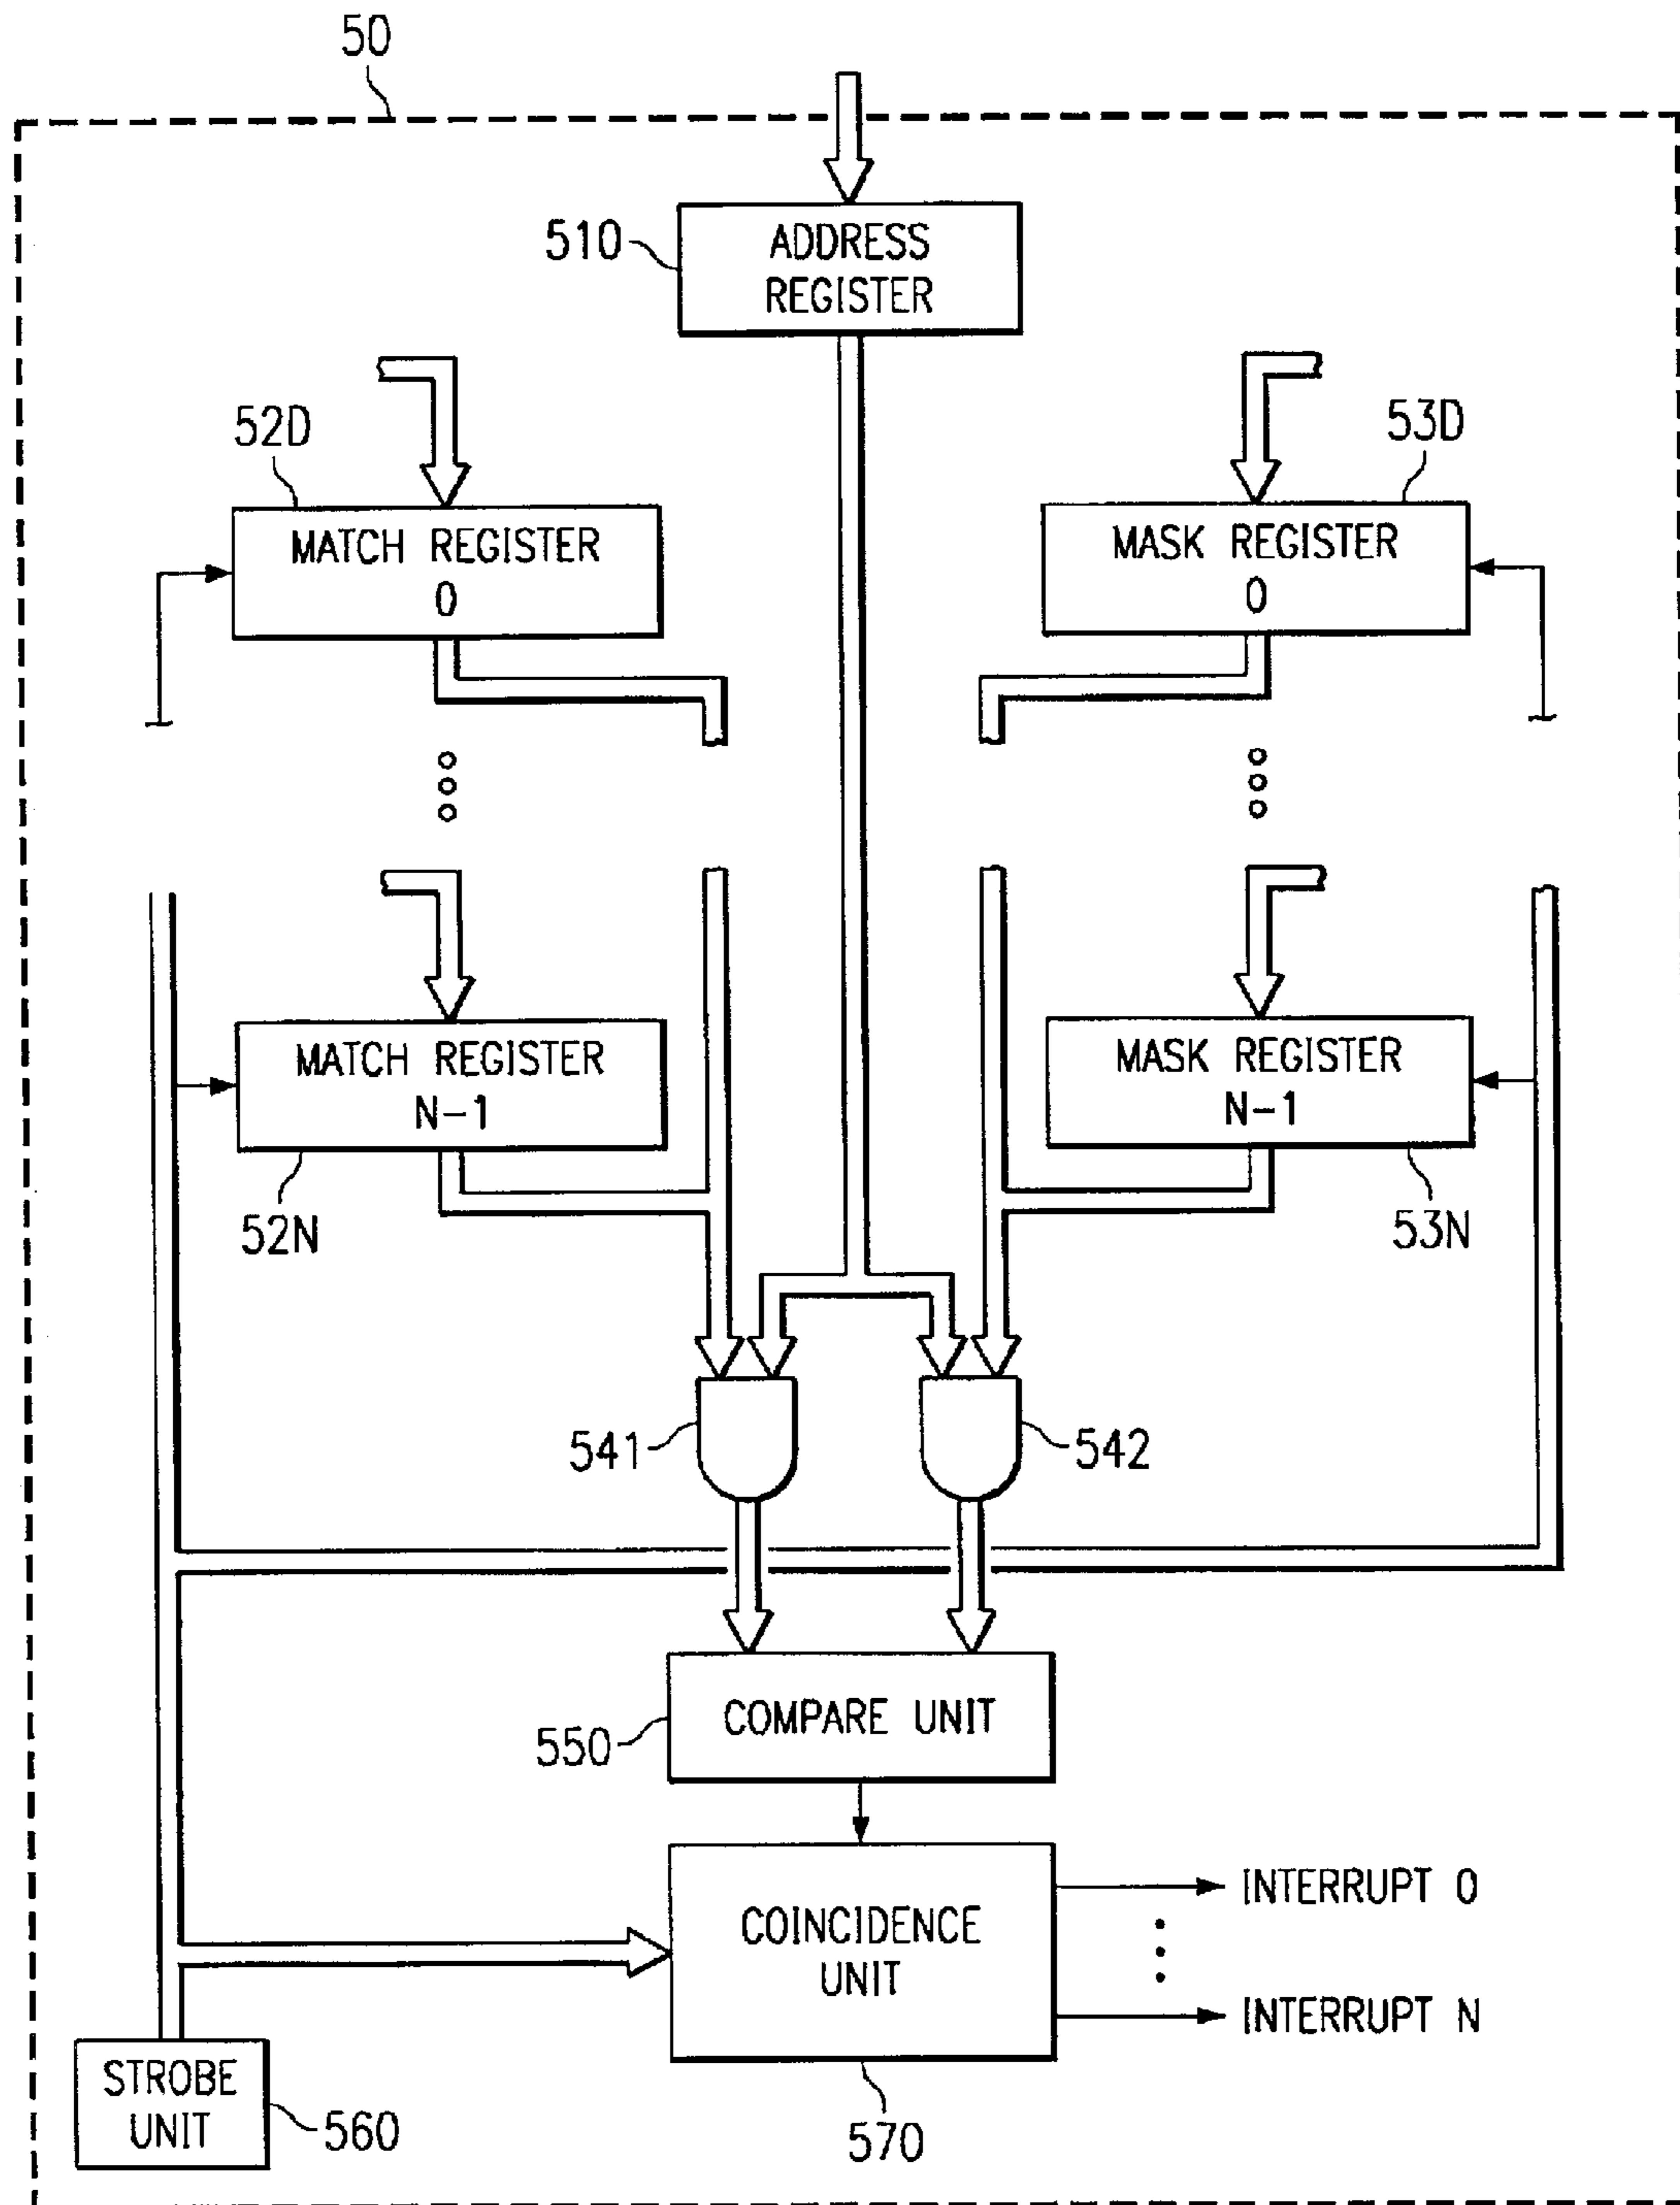 50
510
ADDRESS
REGISTER
52D
53D
MATCH REGISTER
0
MASK REGISTER
0
MATCH REGISTER
N-1
MASK REGISTER
N-1
52N
53N
541
542
COMPARE UNIT
550
COINCIDENCE
UNIT
INTERRUPT 0
INTERRUPT N
STROBE
UNIT
560
570